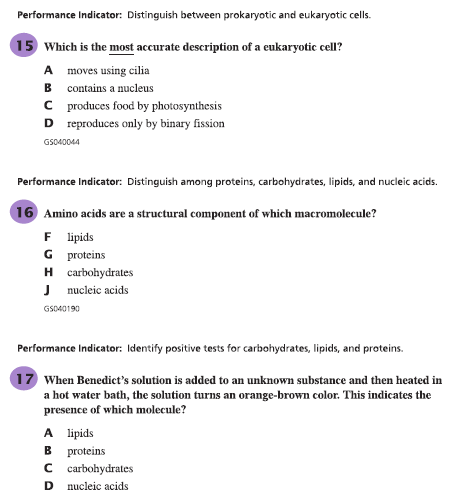 Performance Indicator: Distinguish between prokaryotic and eukaryotic cells.
15 Which is the most accurate description of a eukaryotic cell?
A moves using cilia
B contains a nucleus
C produces food by photosynthesis
D reproduces only by binary fission
GS040044
Performance Indicator: Distinguish among proteins, carbohydrates, lipids, and nucleic acids.
16 Amino acids are a structural component of which macromolecule?
F lipids
G proteins
H carbohydrates
J nucleic acids
GS040190
Performance Indicator: Identify positive tests for carbohydrates, lipids, and proteins.
17 When Benedict's solution is added to an unknown substance and then heated in
a hot water bath, the solution turns an orange-brown color. This indicates the
presence of which molecule?
A lipids
B proteins
C carbohydrates
D nucleic acids